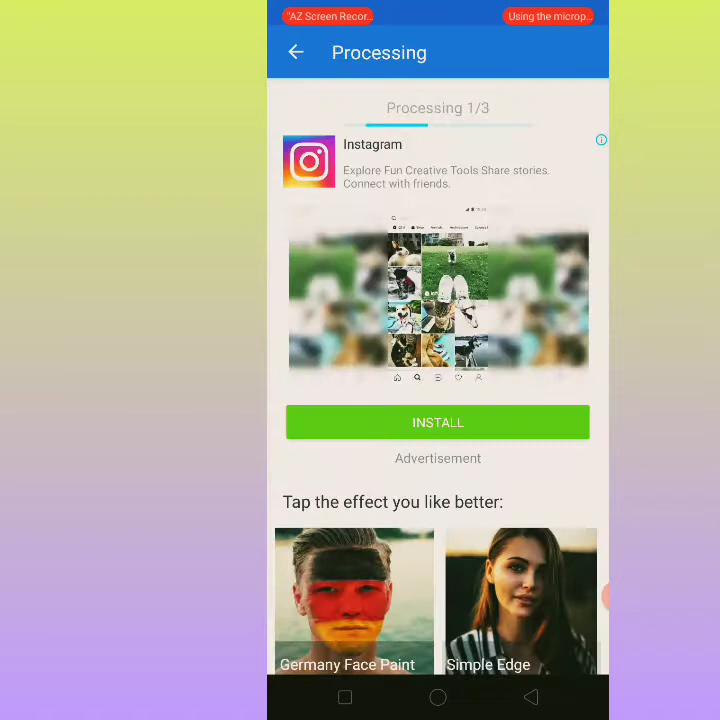 "AZ Screen Recor...
Using the microp...
Processing
Processing 1/3
Instagram
Explore Fun Creative Tools Share stories.
Connect with friends.
INSTALL
Advertisement
Tap the effect you like better:
Germany Face Paint
Simple Edge